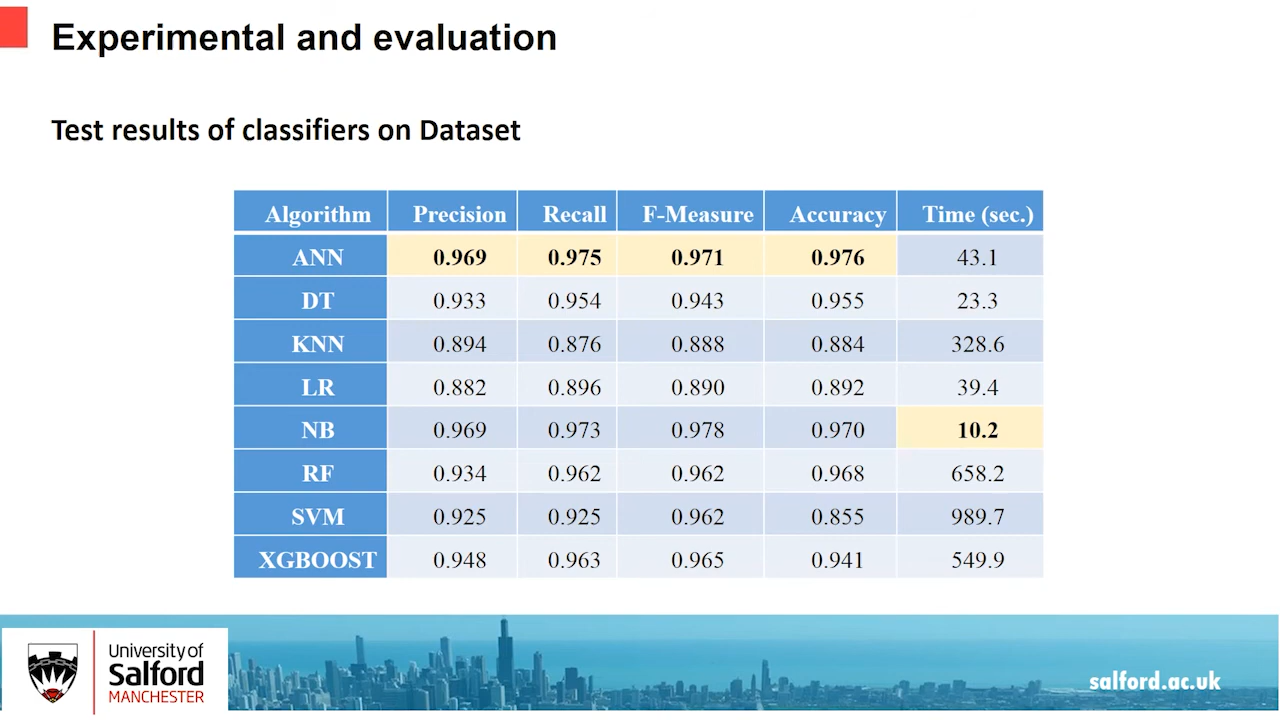 Experimental and evaluation
Test results of classifiers on Dataset
Algorithm Precision Recall F-Measure Accuracy Time (sec.)
ANN 0.969 0.975 0.971 0.976 43.1
DT 0.933 0.954 0.943 0.955 23.3
KNN 0.894 0.876 0.888 0.884 328.6
LR 0.882 0.896 0.890 0.892 39.4
NB 0.969 0.973 0.978 0.970 10.2
RF 0.934 0.962 0.962 0.968 658.2
SVM 0.925 0.925 0.962 0.855 989.7
XGBOOST 0.948 0.963 0.965 0.941 549.9
University of
Salford
MANCHESTER
salford.ac.uk